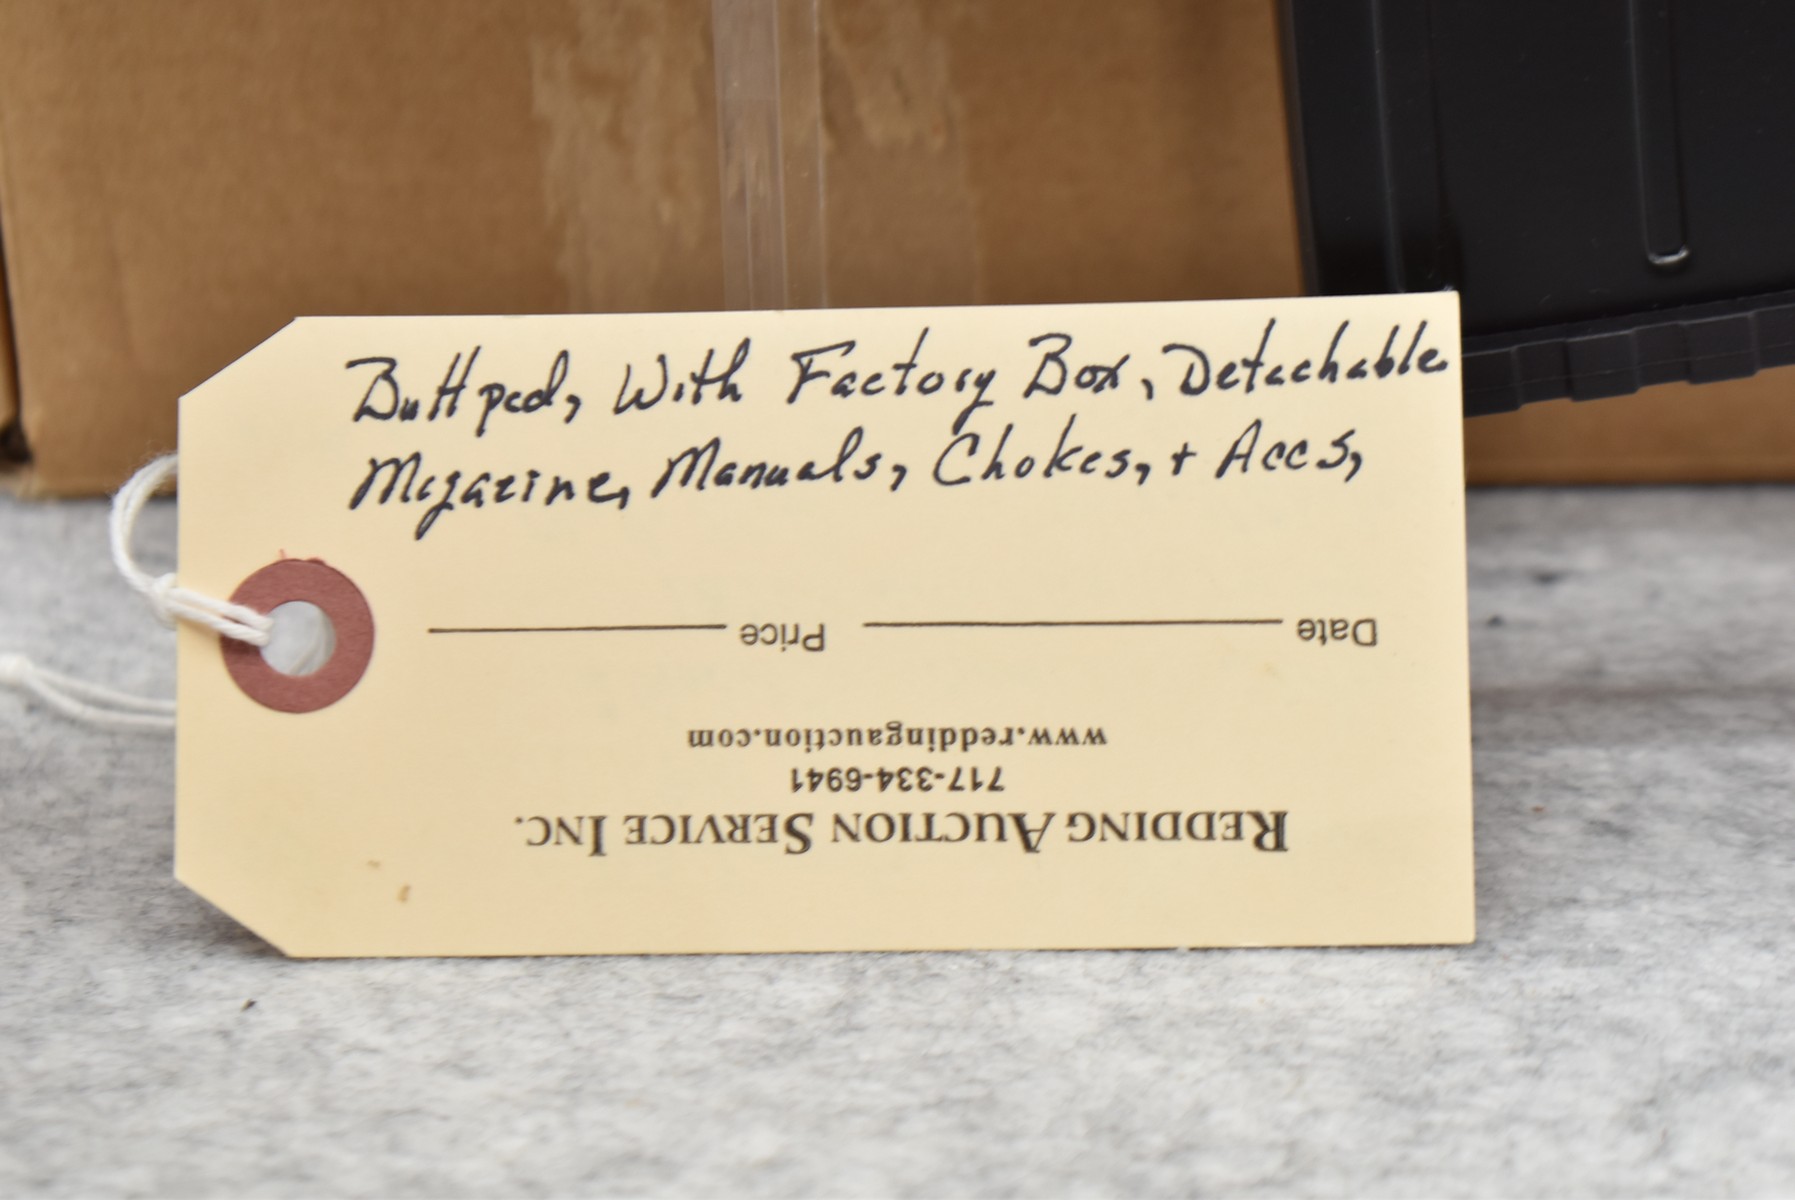 Buttpad, With Factory Box, Detachable
Magazine, Manuals, Chokes, + Accs,
REDDING AUCTION SERVICE INC.
717-334-6941
www.reddingauction.com
Date Price